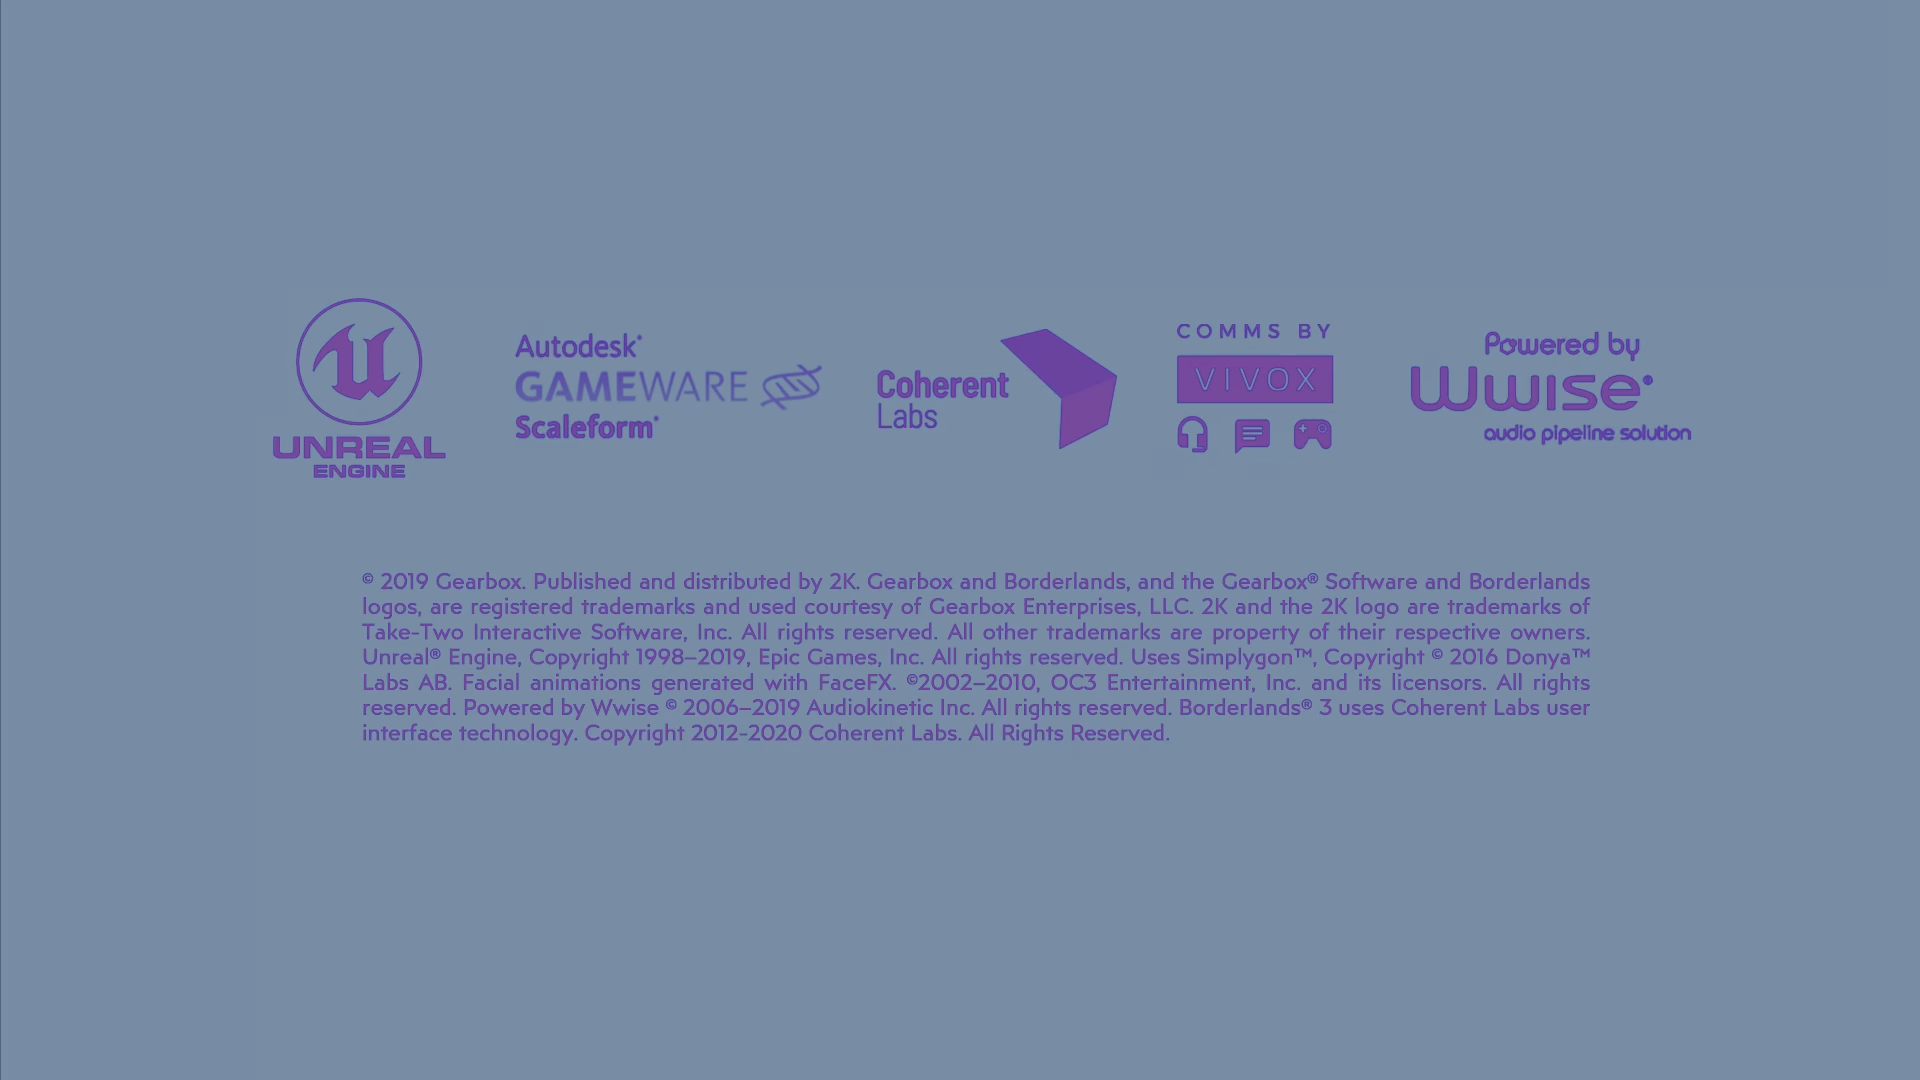 UNREAL
ENGINE
Autodesk®
GAMEWARE
Scaleform®
Coherent
Labs
COMMS BY
VIVOX
Powered by
Wwise®
audio pipeline solution
© 2019 Gearbox. Published and distributed by 2K. Gearbox and Borderlands, and the Gearbox® Software and Borderlands
logos, are registered trademarks and used courtesy of Gearbox Enterprises, LLC. 2K and the 2K logo are trademarks of
Take-Two Interactive Software, Inc. All rights reserved. All other trademarks are property of their respective owners.
Unreal® Engine, Copyright 1998–2019, Epic Games, Inc. All rights reserved. Uses Simplygon™, Copyright © 2016 Donya™
Labs AB. Facial animations generated with FaceFX. ©2002–2010, OC3 Entertainment, Inc. and its licensors. All rights
reserved. Powered by Wwise © 2006–2019 Audiokinetic Inc. All rights reserved. Borderlands® 3 uses Coherent Labs user
interface technology. Copyright 2012-2020 Coherent Labs. All Rights Reserved.